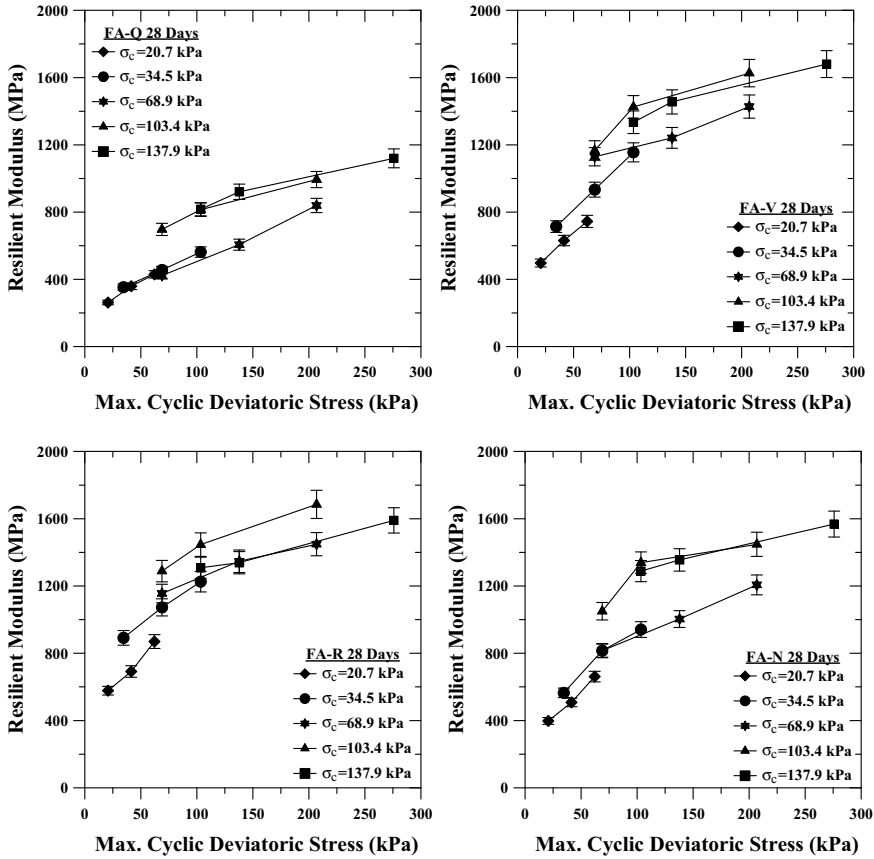 FA-Q 28 Days
σc=20.7 kPa
σc=34.5 kPa
σc=68.9 kPa
σc=103.4 kPa
σc=137.9 kPa
2000
1600
1200
800
400
0
Resilient Modulus (MPa)
0 50 100 150 200 250 300
Max. Cyclic Deviatoric Stress (kPa)
2000
1600
1200
800
400
0
Resilient Modulus (MPa)
FA-V 28 Days
σc=20.7 kPa
σc=34.5 kPa
σc=68.9 kPa
σc=103.4 kPa
σc=137.9 kPa
0 50 100 150 200 250 300
Max. Cyclic Deviatoric Stress (kPa)
2000
1600
1200
800
400
0
Resilient Modulus (MPa)
FA-R 28 Days
σc=20.7 kPa
σc=34.5 kPa
σc=68.9 kPa
σc=103.4 kPa
σc=137.9 kPa
0 50 100 150 200 250 300
Max. Cyclic Deviatoric Stress (kPa)
2000
1600
1200
800
400
0
Resilient Modulus (MPa)
FA-N 28 Days
σc=20.7 kPa
σc=34.5 kPa
σc=68.9 kPa
σc=103.4 kPa
σc=137.9 kPa
0 50 100 150 200 250 300
Max. Cyclic Deviatoric Stress (kPa)